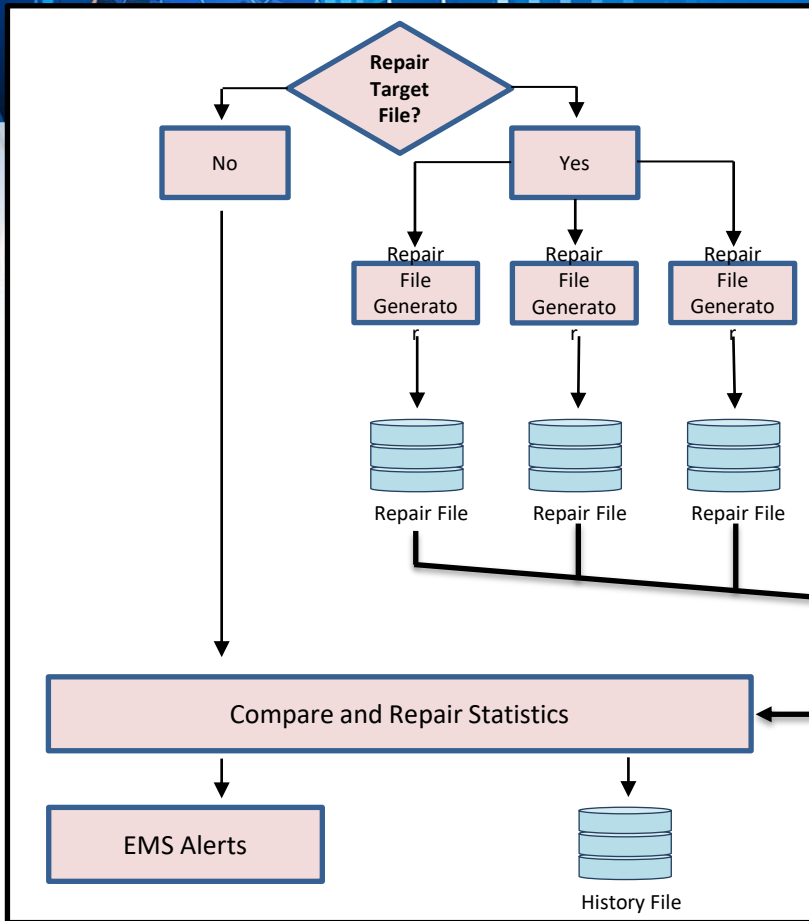 Repair
Target
File?
No
Yes
Repair
File
Generato
r
Repair
File
Generato
r
Repair
File
Generato
r
Repair File
Repair File
Repair File
Compare and Repair Statistics
EMS Alerts
History File